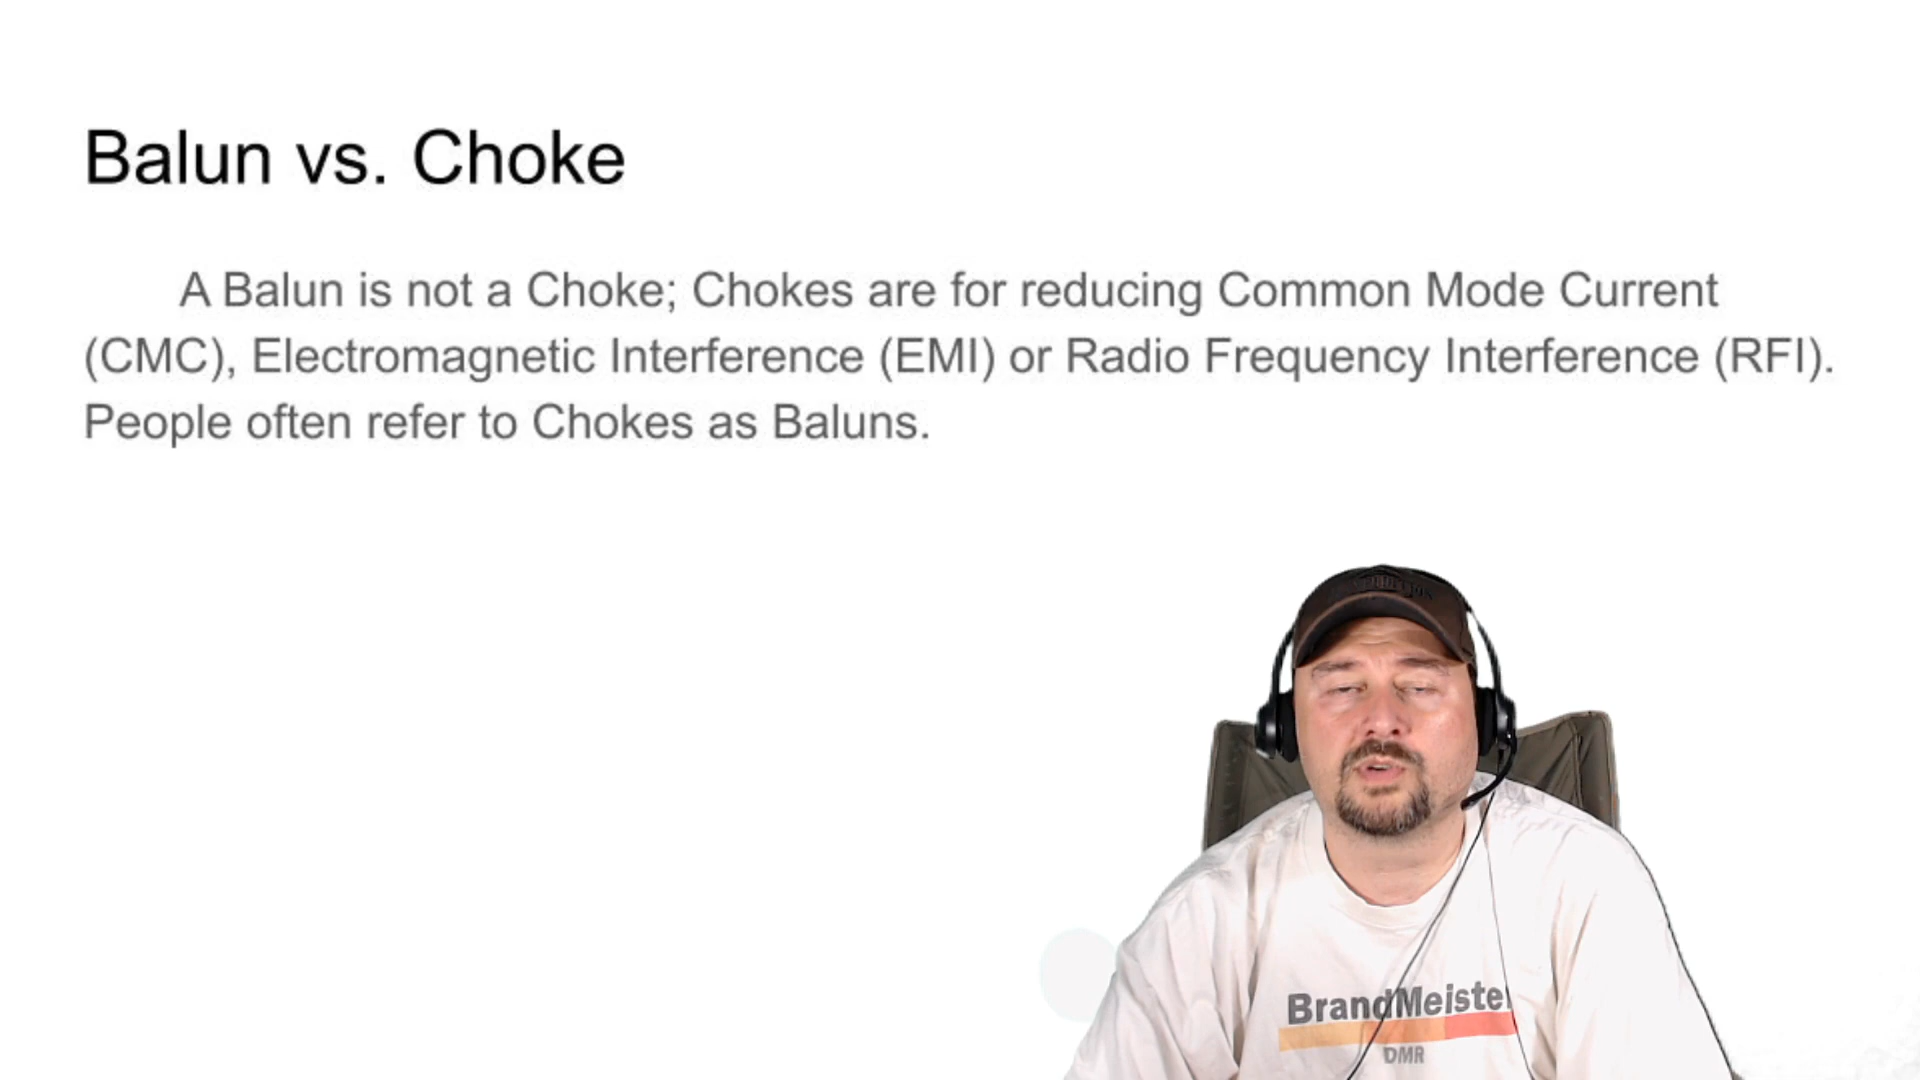 Balun vs. Choke
A Balun is not a Choke; Chokes are for reducing Common Mode Current
(CMC), Electromagnetic Interference (EMI) or Radio Frequency Interference (RFI).
People often refer to Chokes as Baluns.
BrandMeister
DMR